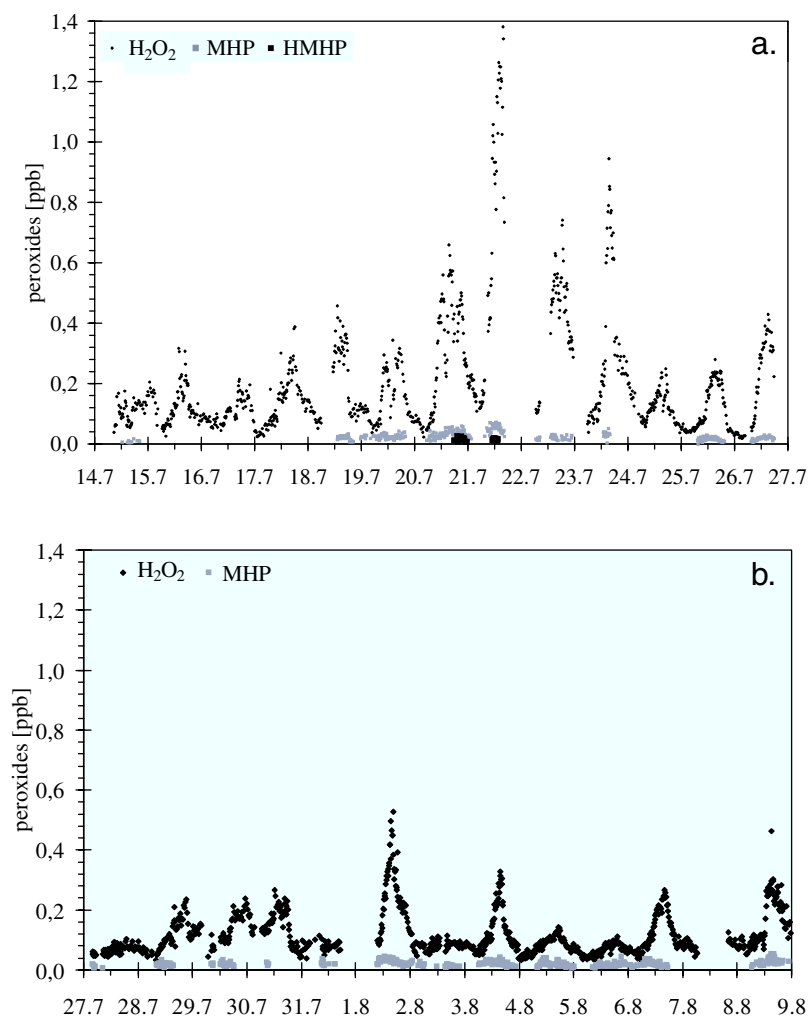 a.
H₂O₂ MHP HMHP
peroxides [ppb]
1,4
1,2
1,0
0,8
0,6
0,4
0,2
0,0
14.7 15.7 16.7 17.7 18.7 19.7 20.7 21.7 22.7 23.7 24.7 25.7 26.7 27.7
b.
H₂O₂ MHP
peroxides [ppb]
1,4
1,2
1,0
0,8
0,6
0,4
0,2
0,0
27.7 28.7 29.7 30.7 31.7 1.8 2.8 3.8 4.8 5.8 6.8 7.8 8.8 9.8